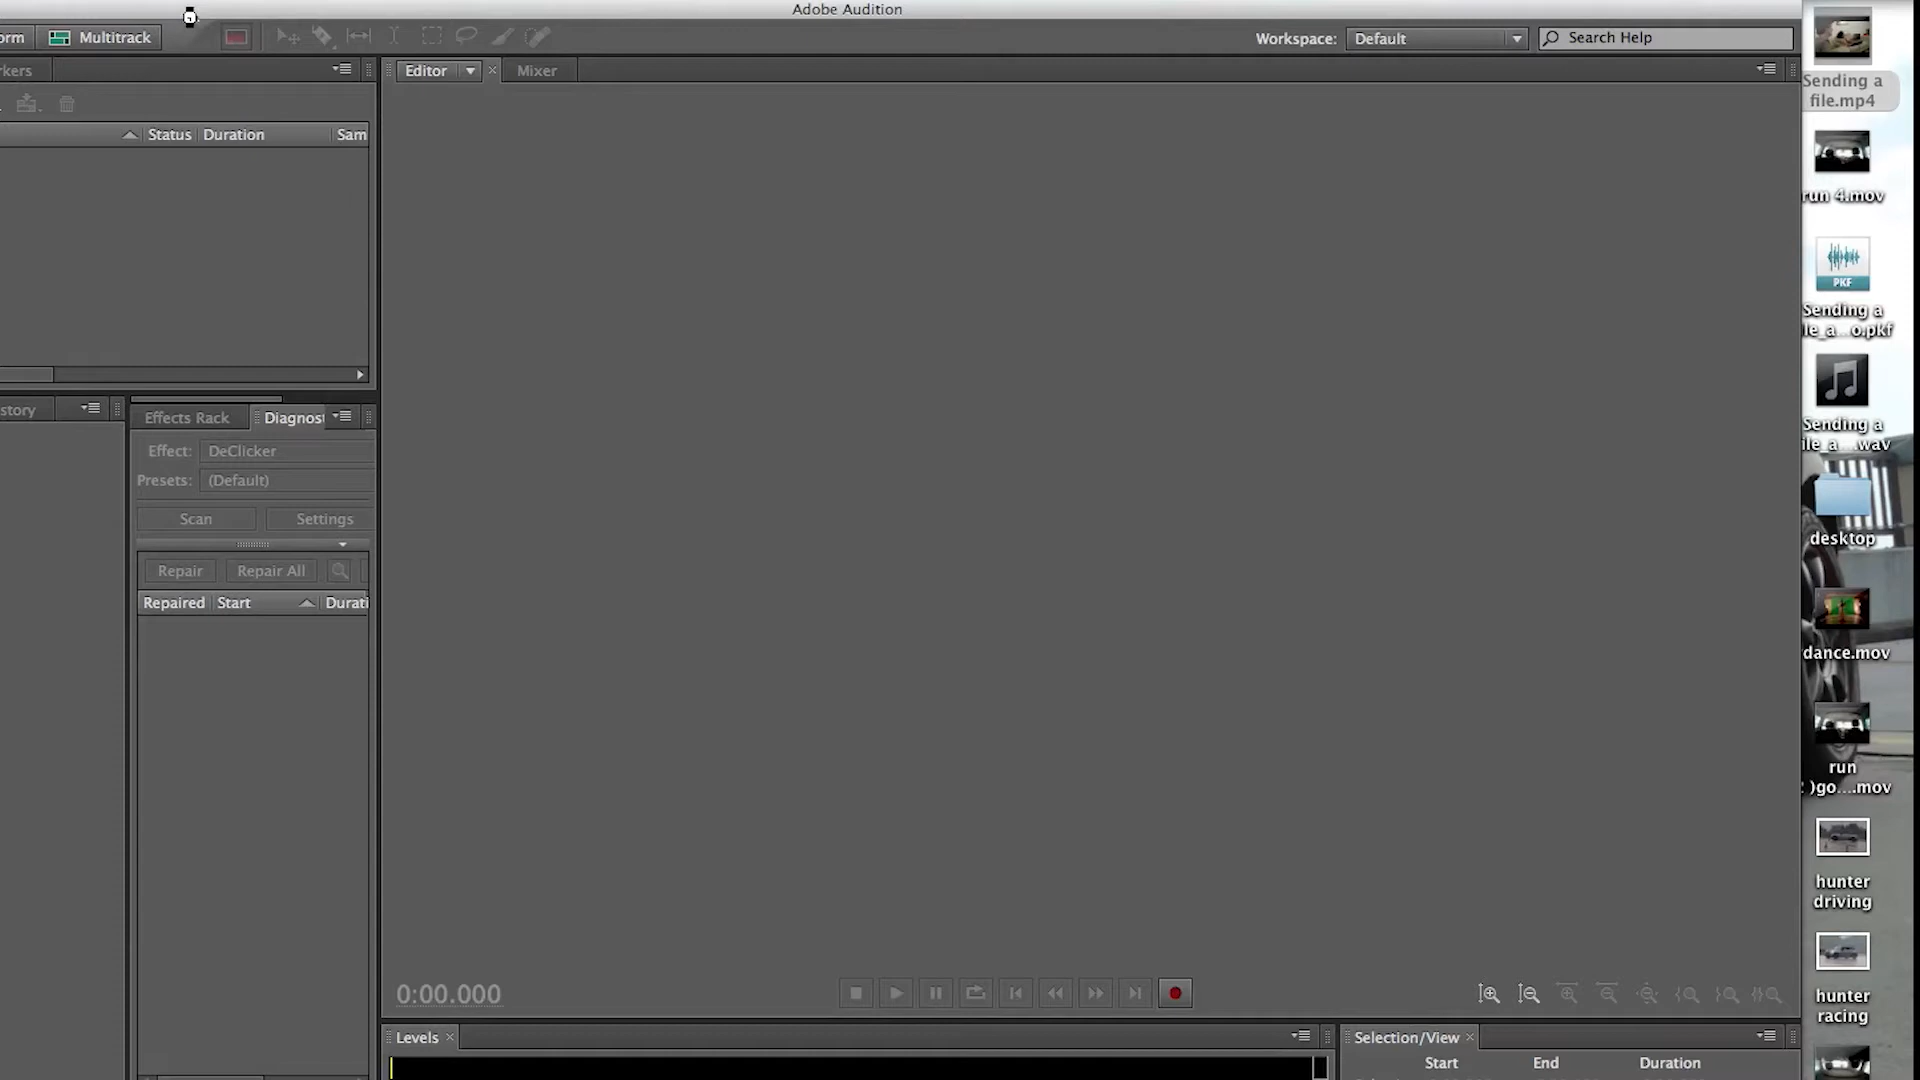 Adobe Audition
orm
Multitrack
Workspace: Default
Search Help
kers
Editor
Mixer
Status Duration Sam
story
Effects Rack
Diagnos
Effect: DeClicker
Presets: (Default)
Scan Settings
Repair Repair All
Repaired Start Durati
0:00.000
Levels
Selection/View
Start End Duration
Sending a
file.mp4
run 4.mov
PKF
Sending a
ile_a...o.pkf
Sending a
ile_a....wav
desktop
dance.mov
run
)go....mov
hunter
driving
hunter
racing